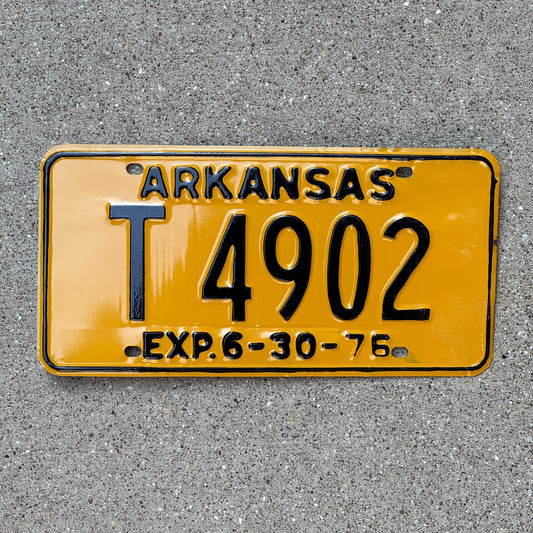 ARKANSAS
T 4902
EXP. 6-30-76